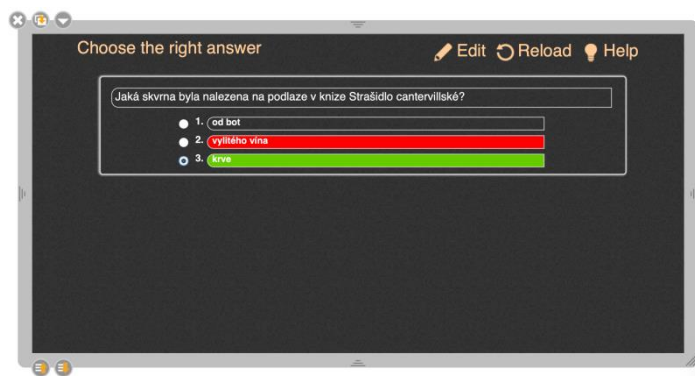 Choose the right answer
Edit Reload Help
Jaká skvrna byla nalezena na podlaze v knize Strašidlo cantervillské?
1. od bot
2. vylitého vína
3. krve